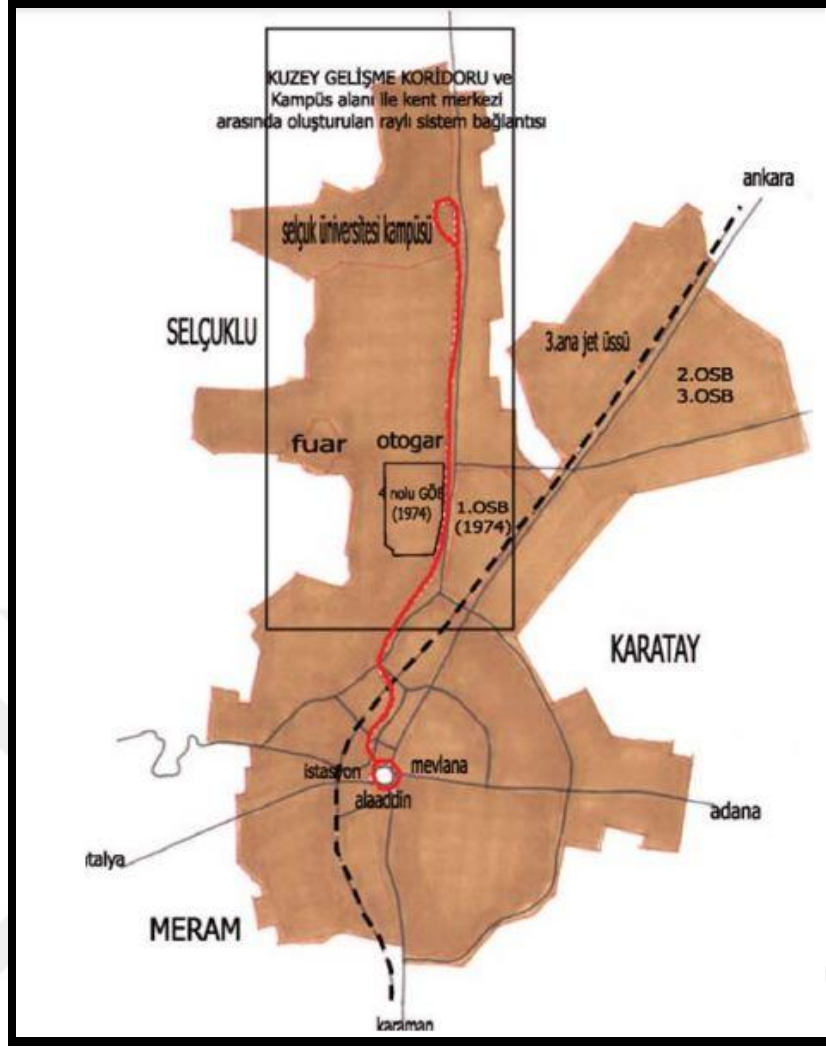 KUZEY GELİŞME KORİDORU ve
Kampüs alanı ile kent merkezi
arasında oluşturulan raylı sistem bağlantısı
ankara
selçuk üniversitesi kampüsü
SELÇUKLU
3.ana jet üssü
2.OSB
3.OSB
fuar
otogar
4 nolu GÖB
(1974)
1.OSB
(1974)
KARATAY
istasyon
mevlana
alaaddin
adana
ntalya
MERAM
karaman